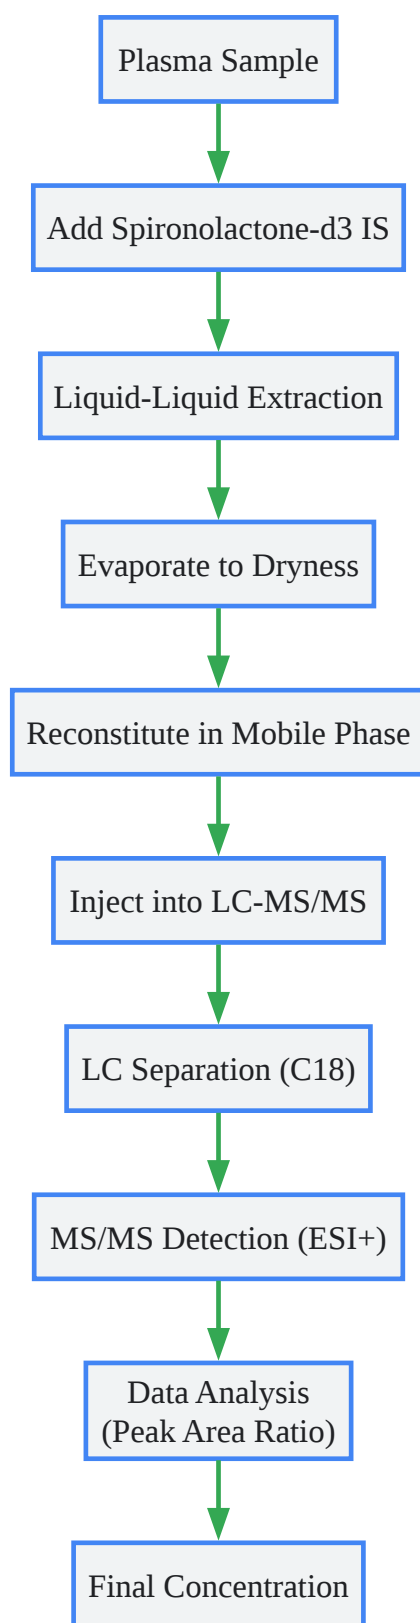 Plasma Sample
Add Spironolactone-d3 IS
Liquid-Liquid Extraction
Evaporate to Dryness
Reconstitute in Mobile Phase
Inject into LC-MS/MS
LC Separation (C18)
MS/MS Detection (ESI+)
Data Analysis
(Peak Area Ratio)
Final Concentration